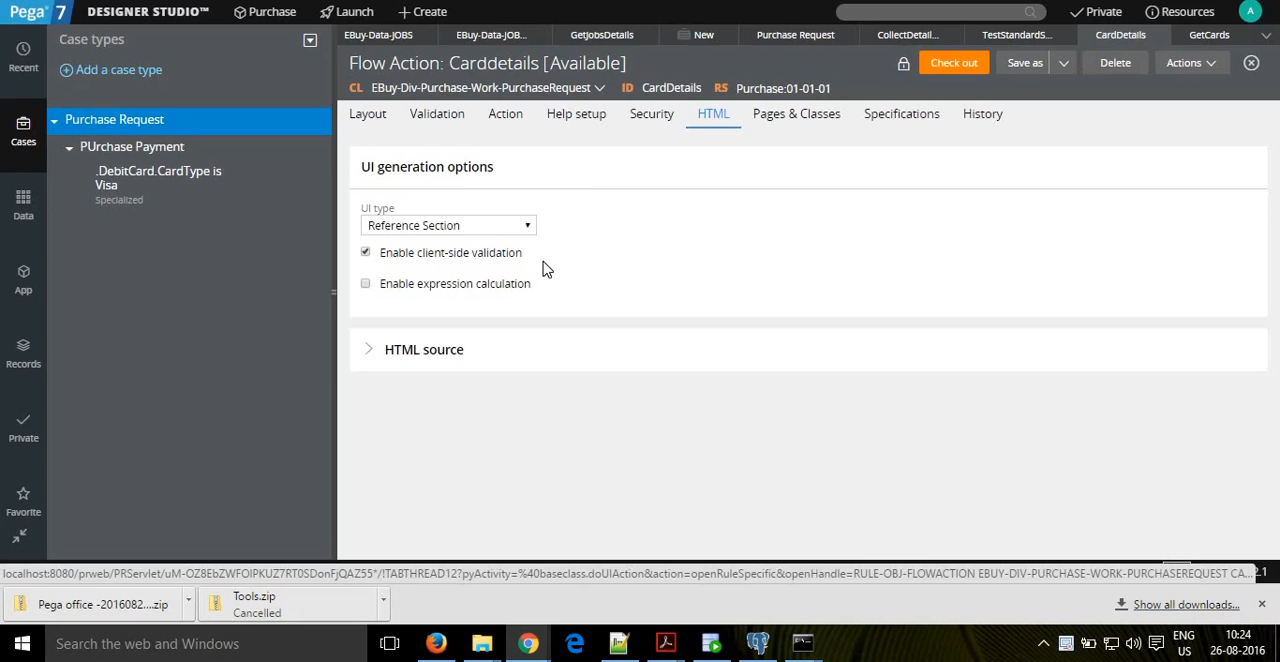 Pega 7 DESIGNER STUDIO™ Purchase Launch Create Private Resources A
Recent
Cases
Data
App
Records
Private
Favorite
Case types
Add a case type
Purchase Request
PUrchase Payment
.DebitCard.CardType is
Visa
Specialized
EBuy-Data-JOBS EBuy-Data-JOB... GetJobsDetails New Purchase Request CollectDetail... TestStandardS... CardDetails GetCards
Flow Action: Carddetails [Available] Check out Save as Delete Actions
CL EBuy-Div-Purchase-Work-PurchaseRequest ID CardDetails RS Purchase:01-01-01
Layout Validation Action Help setup Security HTML Pages & Classes Specifications History
UI generation options
UI type
Reference Section
Enable client-side validation
Enable expression calculation
HTML source
localhost:8080/prweb/PRServlet/uM-OZ8EbZWFOIPKUZ7RT0SDonFjQAZ55*/!TABTHREAD12?pyActivity=%40baseclass.doUIAction&action=openRuleSpecific&openHandle=RULE-OBJ-FLOWACTION EBUY-DIV-PURCHASE-WORK-PURCHASEREQUEST CA... 2.1
Pega office -2016082....zip
Tools.zip
Cancelled
Show all downloads...
Search the web and Windows
ENG
US
10:24
26-08-2016